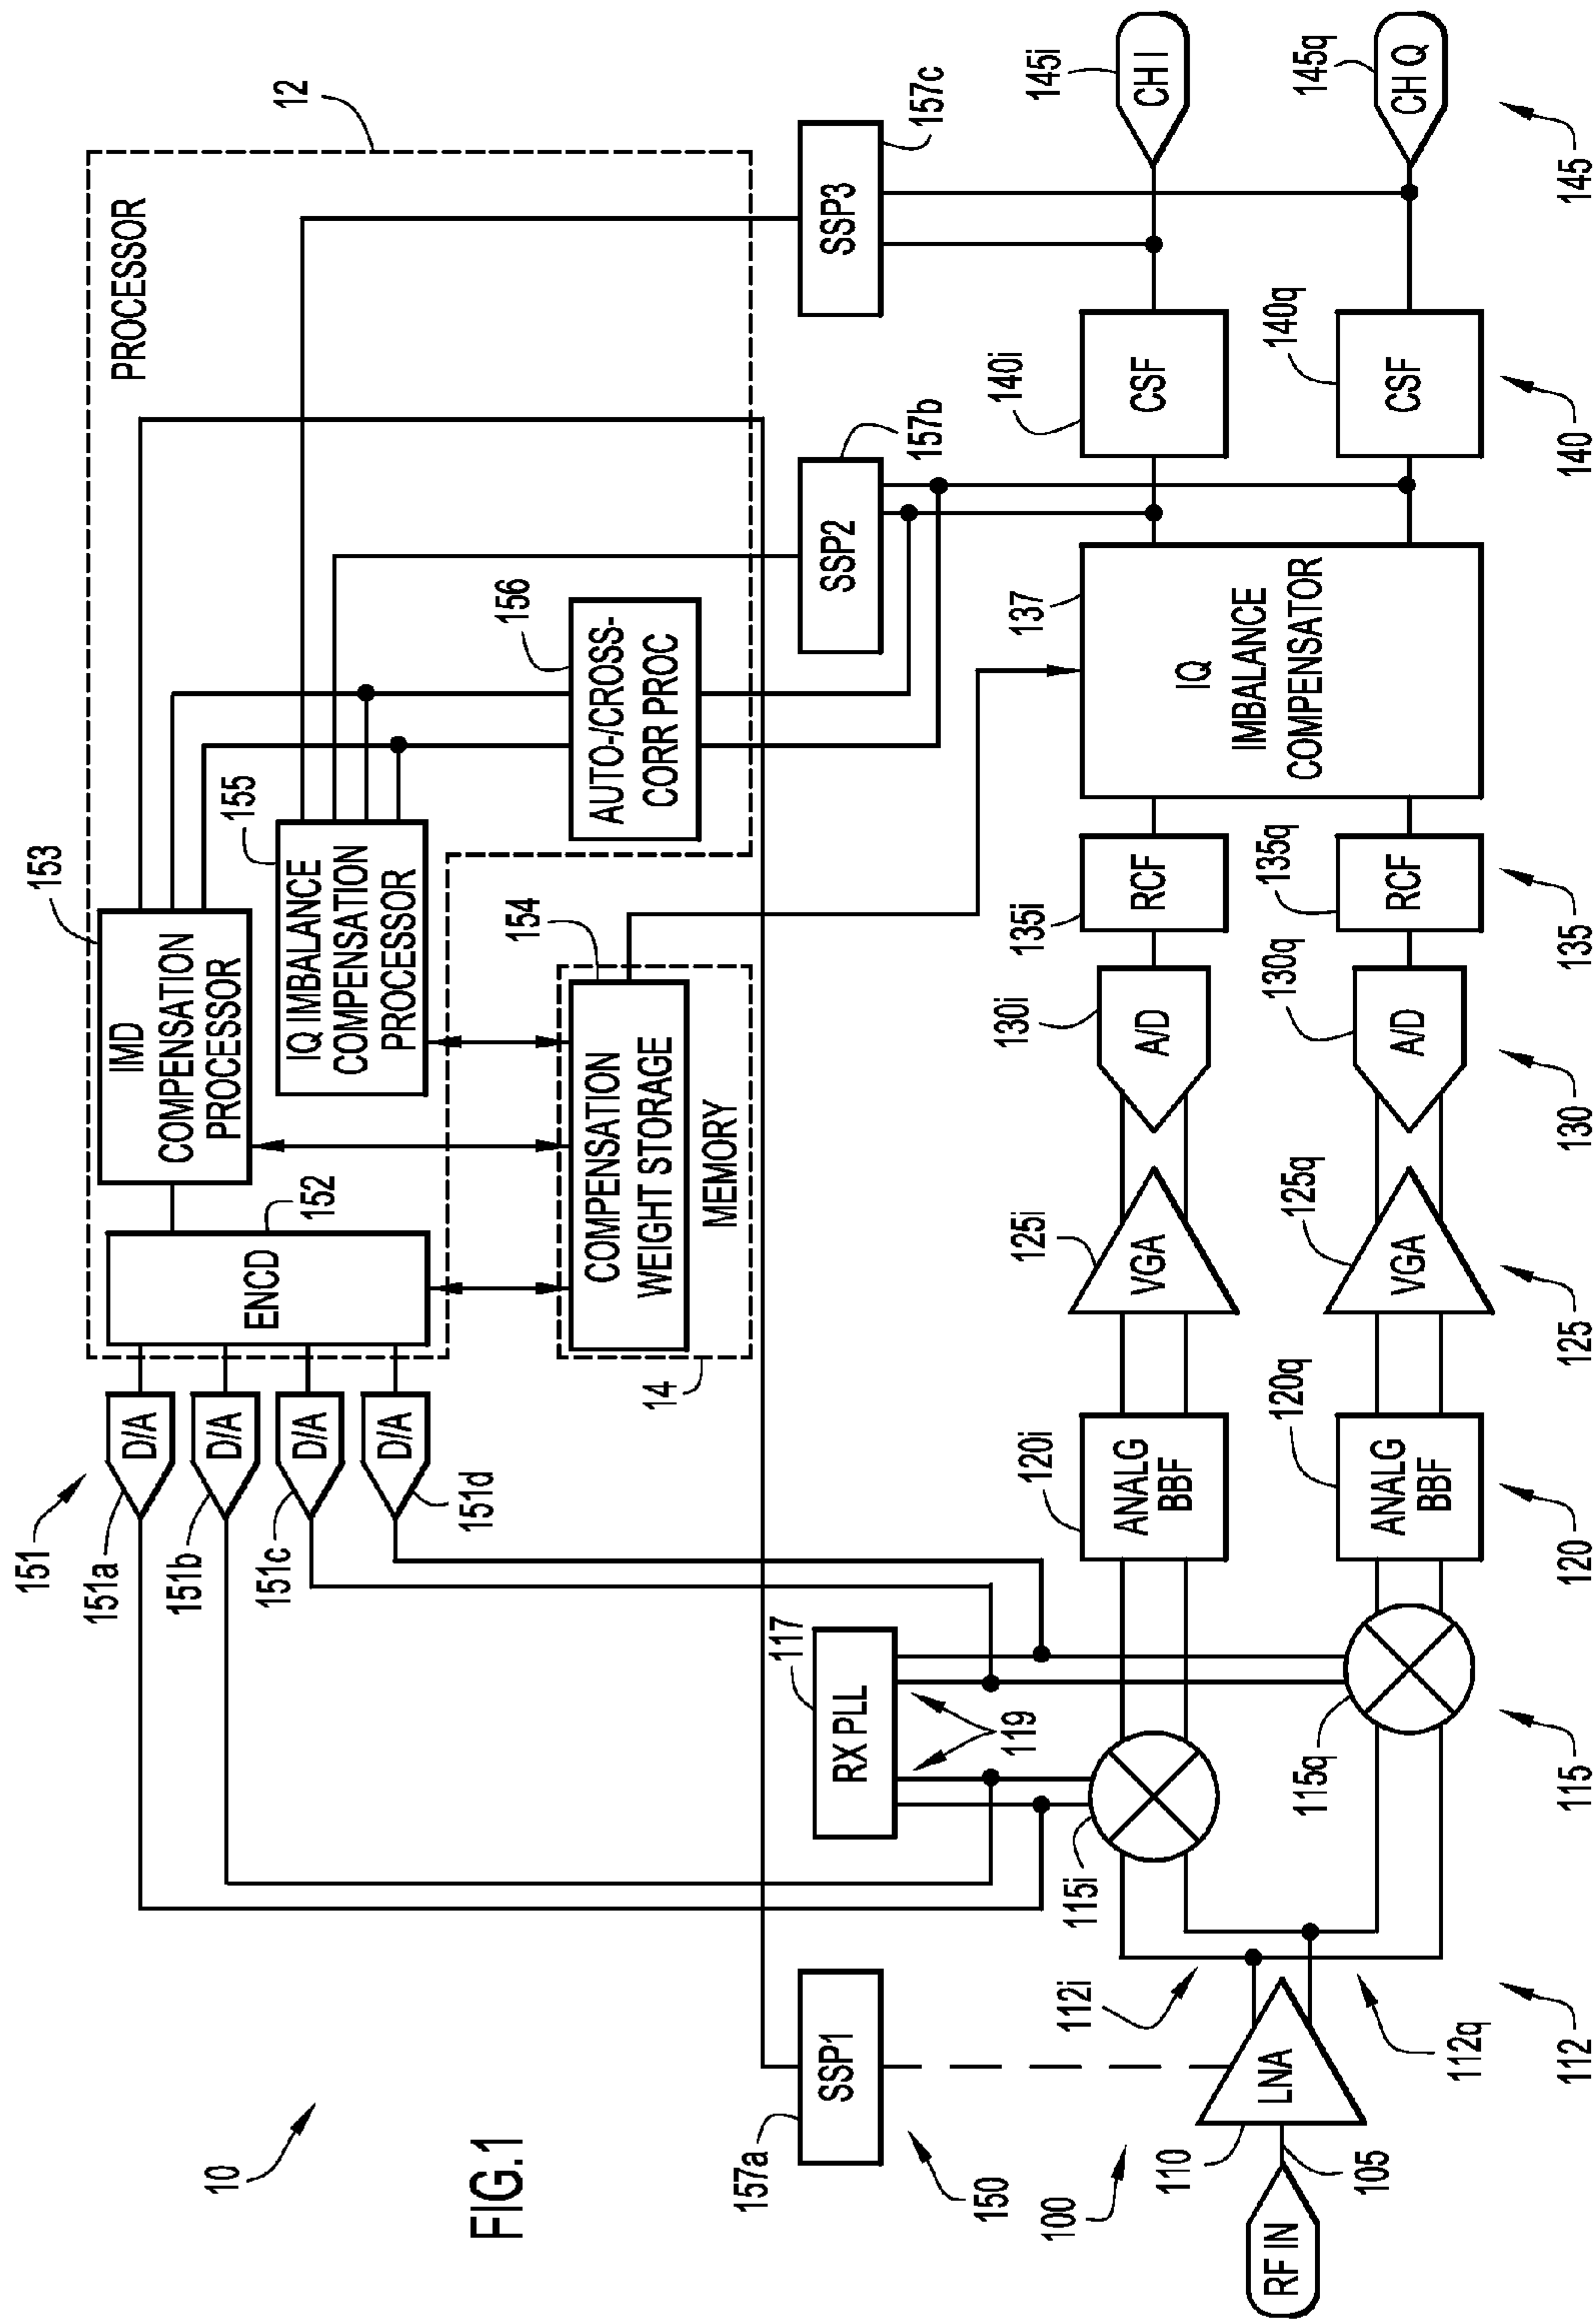 10
FIG.1
PROCESSOR
12
151
151a
151b
151c
151d
D/A
D/A
D/A
D/A
ENCD
152
IMD
COMPENSATION
PROCESSOR
153
IQ IMBALANCE
COMPENSATION
PROCESSOR
155
AUTO-/CROSS-
CORR PROC
156
COMPENSATION
WEIGHT STORAGE
154
MEMORY
14
SSP1
157a
150
RX PLL
117
119
SSP2
157b
SSP3
157c
100
RF IN
105
LNA
110
112i
112q
112
115i
115q
115
ANALG
BBF
120i
ANALG
BBF
120q
120
VGA
125i
VGA
125q
125
A/D
130i
A/D
130q
130
RCF
135i
RCF
135q
135
IQ
IMBALANCE
COMPENSATOR
137
CSF
140i
CSF
140q
140
CH I
145i
CH Q
145q
145